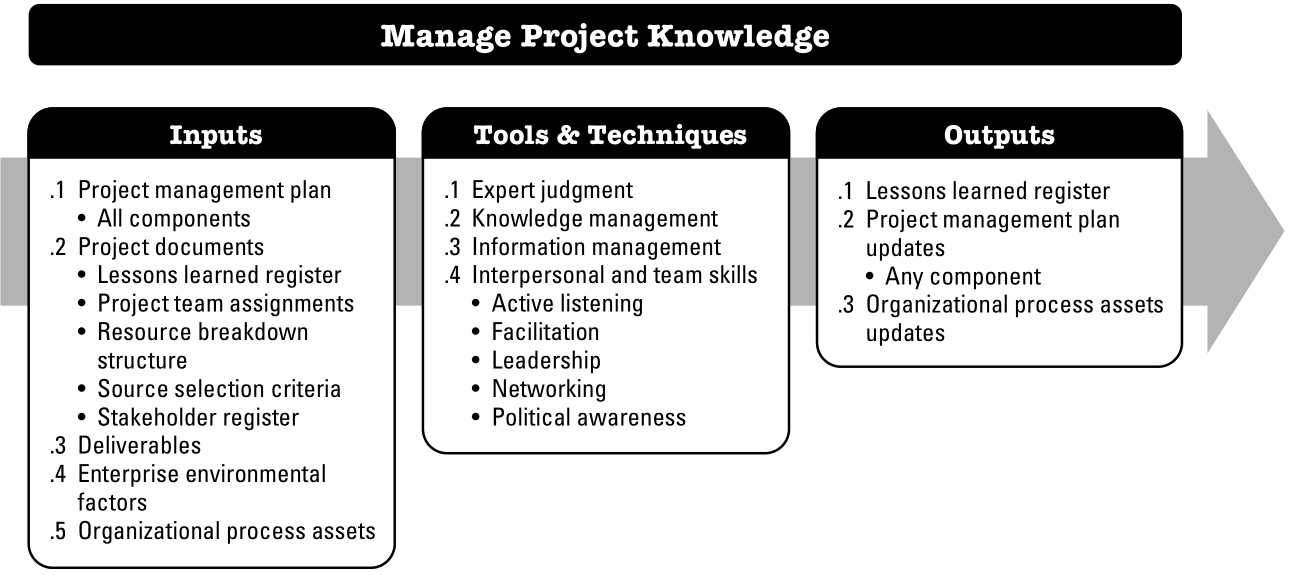 Manage Project Knowledge
Inputs
.1 Project management plan
• All components
.2 Project documents
• Lessons learned register
• Project team assignments
• Resource breakdown
structure
• Source selection criteria
• Stakeholder register
.3 Deliverables
.4 Enterprise environmental
factors
.5 Organizational process assets
Tools & Techniques
.1 Expert judgment
.2 Knowledge management
.3 Information management
.4 Interpersonal and team skills
• Active listening
• Facilitation
• Leadership
• Networking
• Political awareness
Outputs
.1 Lessons learned register
.2 Project management plan
updates
• Any component
.3 Organizational process assets
updates